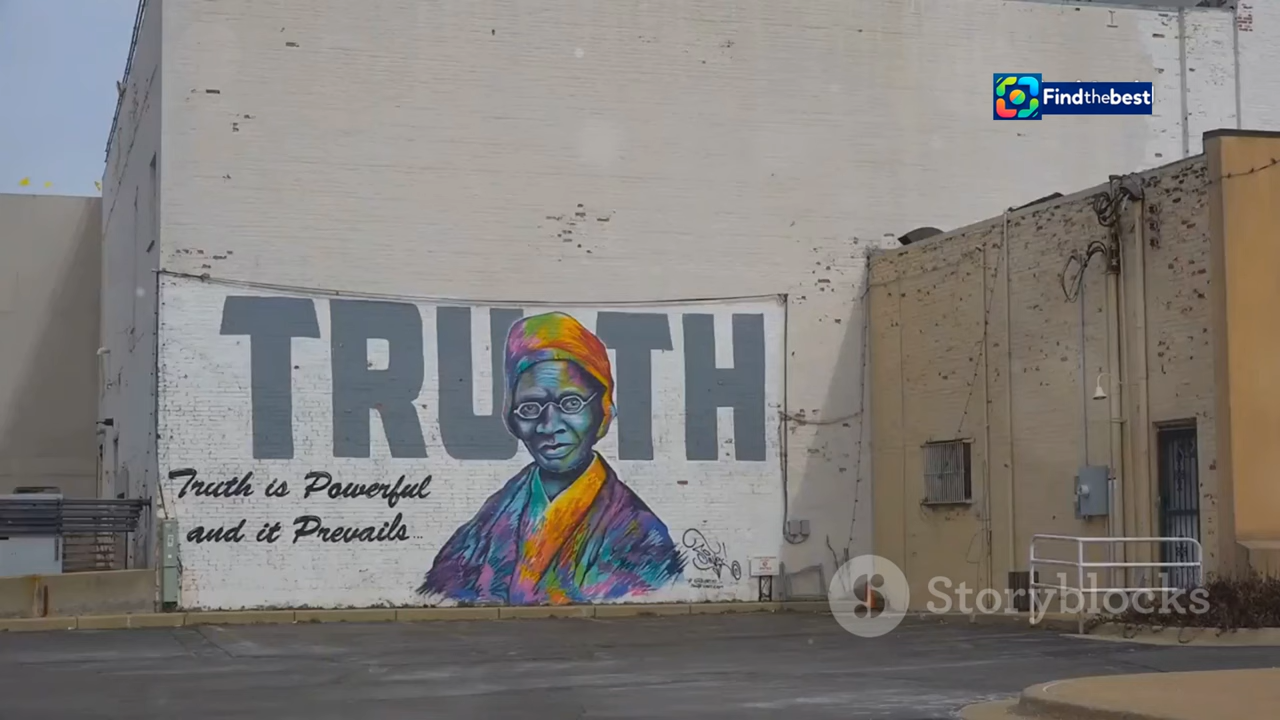 Findthebest
TRUTH
Truth is Powerful
and it Prevails...
Storyblocks